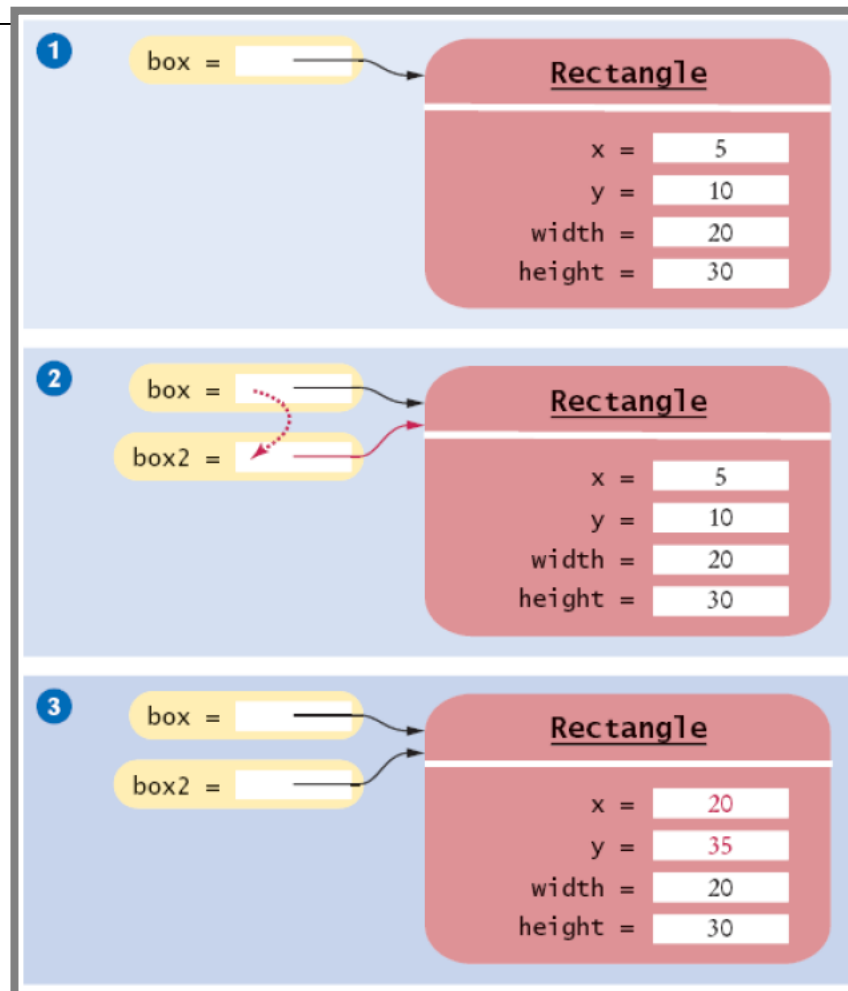 1
box =
Rectangle
x = 5
y = 10
width = 20
height = 30
2
box =
box2 =
Rectangle
x = 5
y = 10
width = 20
height = 30
3
box =
box2 =
Rectangle
x = 20
y = 35
width = 20
height = 30